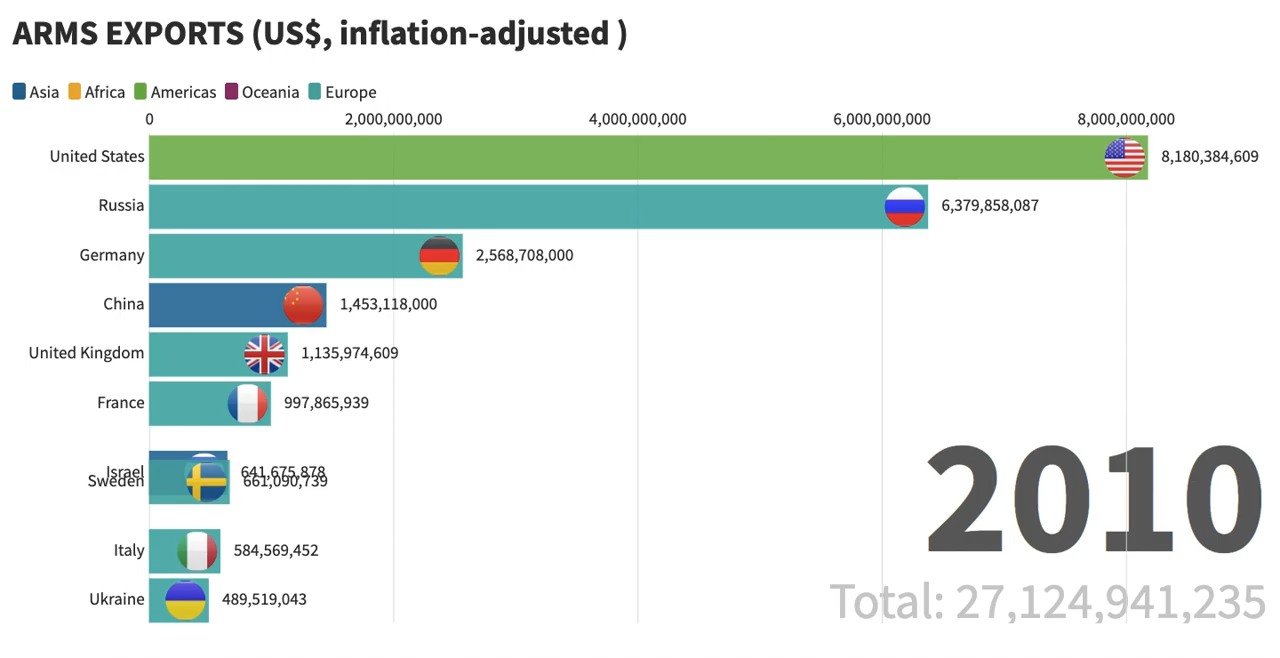 ARMS EXPORTS (US$, inflation-adjusted )
Asia Africa Americas Oceania Europe
0 2,000,000,000 4,000,000,000 6,000,000,000 8,000,000,000
United States 8,180,384,609
Russia 6,379,858,087
Germany 2,568,708,000
China 1,453,118,000
United Kingdom 1,135,974,609
France 997,865,939
Israel 641,675,878
Sweden 661,090,739
2010
Italy 584,569,452
Ukraine 489,519,043
Total: 27,124,941,235